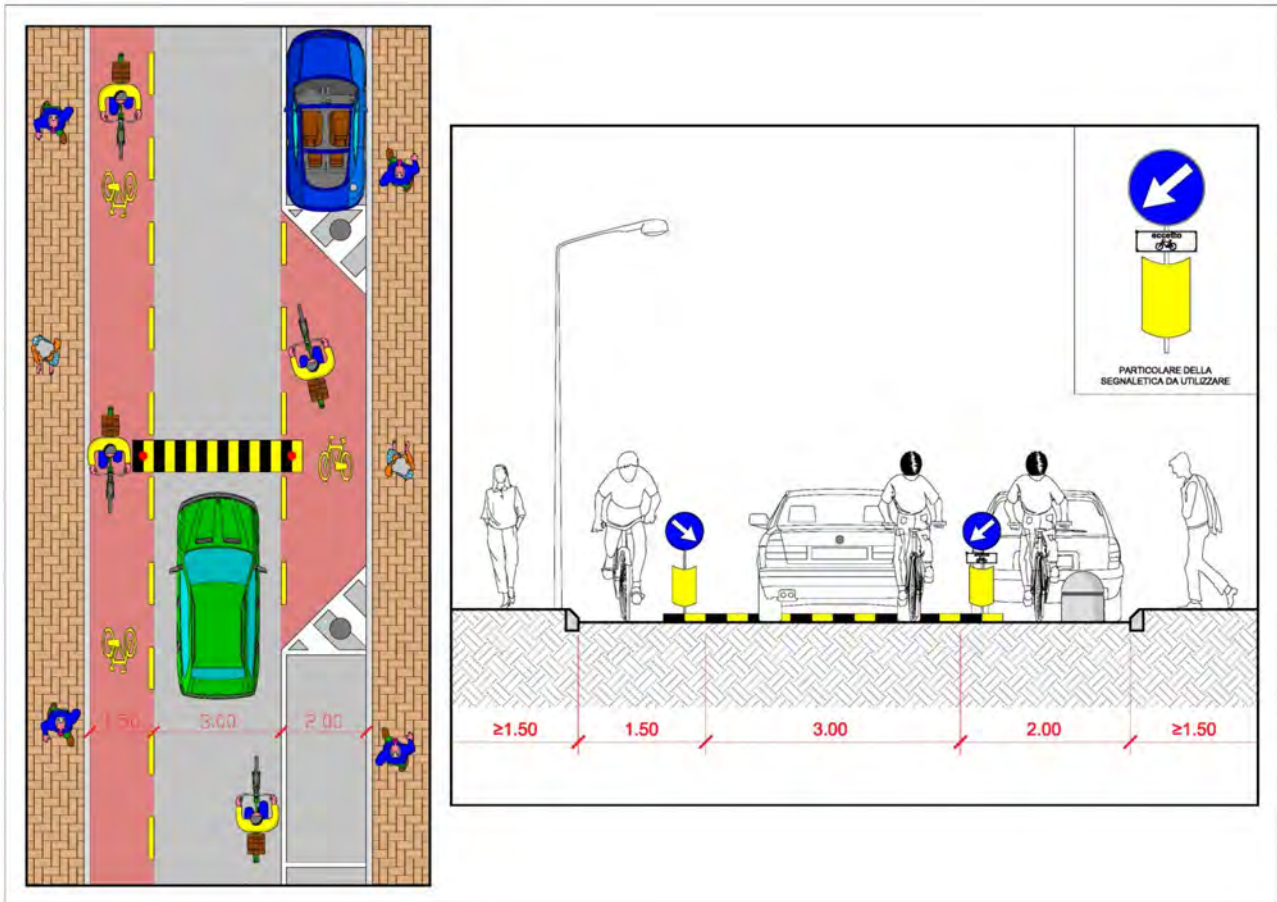 1.50 3.00 2.00
eccetto
PARTICOLARE DELLA
SEGNALETICA DA UTILIZZARE
≥1.50 1.50 3.00 2.00 ≥1.50